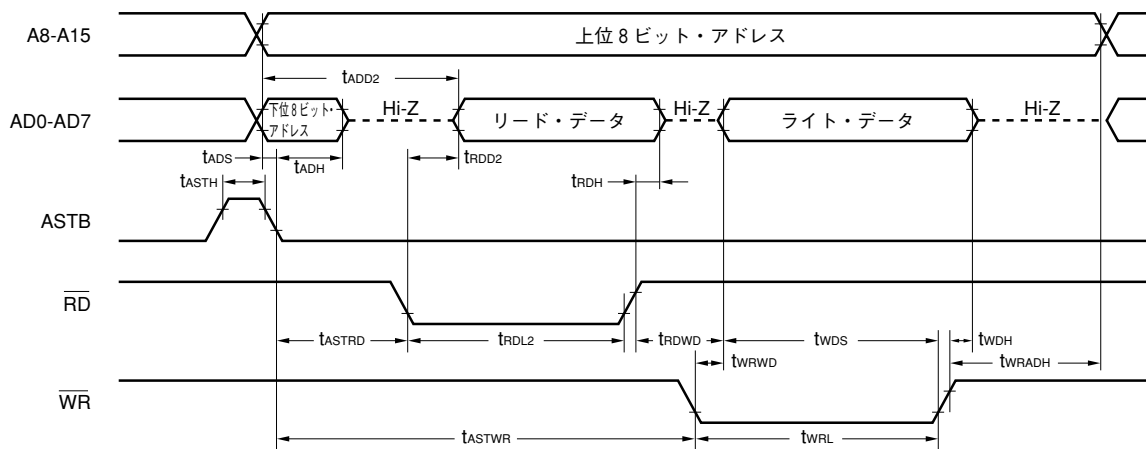 A8-A15
上位 8 ビット・アドレス
tADD2
AD0-AD7
下位 8 ビット・
アドレス
Hi-Z
リード・データ
Hi-Z
ライト・データ
Hi-Z
tADS
tADH
tRDD2
tASTH
tRDH
ASTB
RD
tASTRD
tRDL2
tRDWD
tWDS
tWDH
tWRWD
tWRADH
WR
tASTWR
tWRL